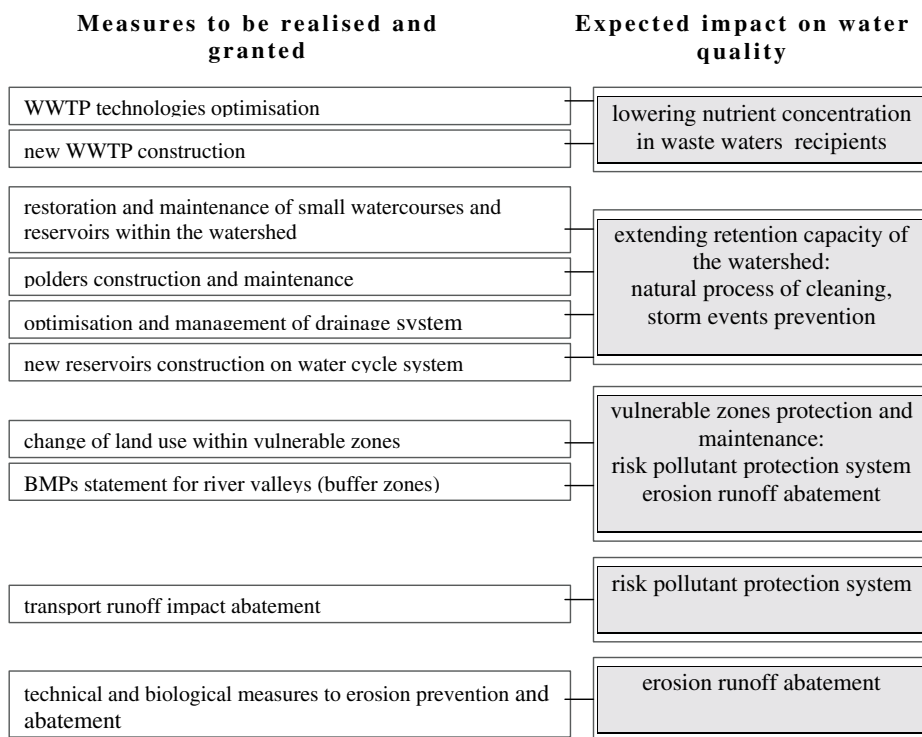 Measures to be realised and
granted
Expected impact on water
quality
WWTP technologies optimisation
new WWTP construction
lowering nutrient concentration
in waste waters recipients
restoration and maintenance of small watercourses and
reservoirs within the watershed
polders construction and maintenance
optimisation and management of drainage system
new reservoirs construction on water cycle system
extending retention capacity of
the watershed:
natural process of cleaning,
storm events prevention
change of land use within vulnerable zones
BMPs statement for river valleys (buffer zones)
vulnerable zones protection and
maintenance:
risk pollutant protection system
erosion runoff abatement
transport runoff impact abatement
risk pollutant protection system
technical and biological measures to erosion prevention and
abatement
erosion runoff abatement